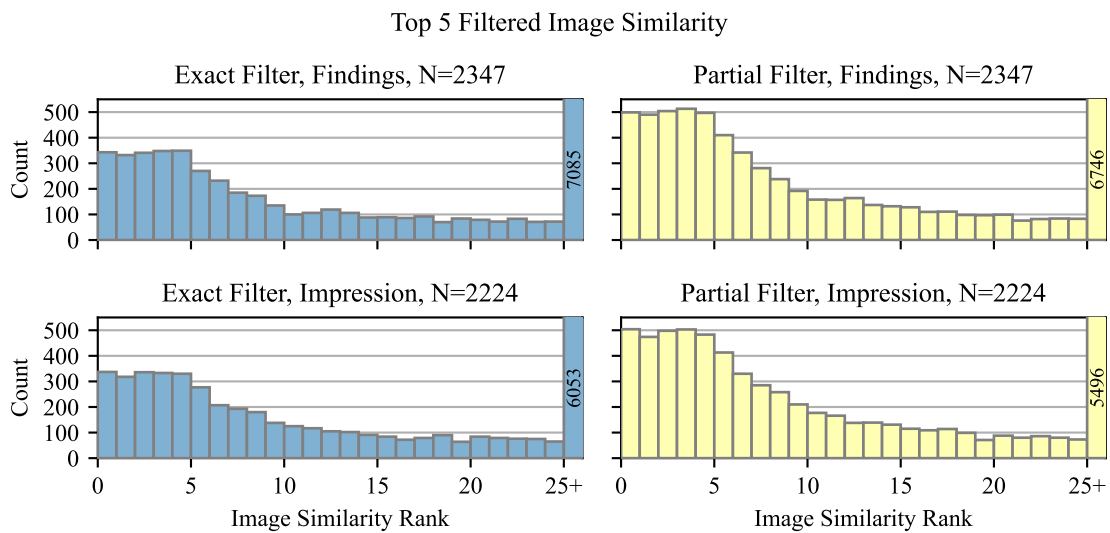 Top 5 Filtered Image Similarity
Exact Filter, Findings, N=2347
Partial Filter, Findings, N=2347
Count
500
400
300
200
100
0
7085
6746
Exact Filter, Impression, N=2224
Partial Filter, Impression, N=2224
Count
500
400
300
200
100
0
6053
5496
0 5 10 15 20 25+
0 5 10 15 20 25+
Image Similarity Rank
Image Similarity Rank